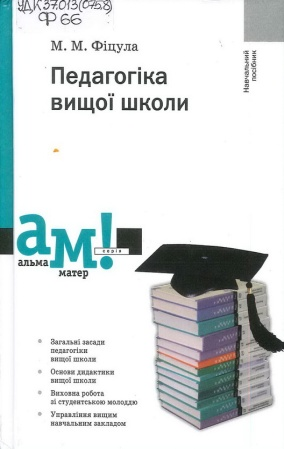 УДК 37.013(075.8)
Ф 66
М. М. Фіцула
Педагогіка
вищої школи
Навчальний
посібник
ам!
серія
альма
матер
Загальні засади
педагогіки
вищої школи
Основи дидактики
вищої школи
Виховна робота
зі студентською молоддю
Управління вищим
навчальним закладом